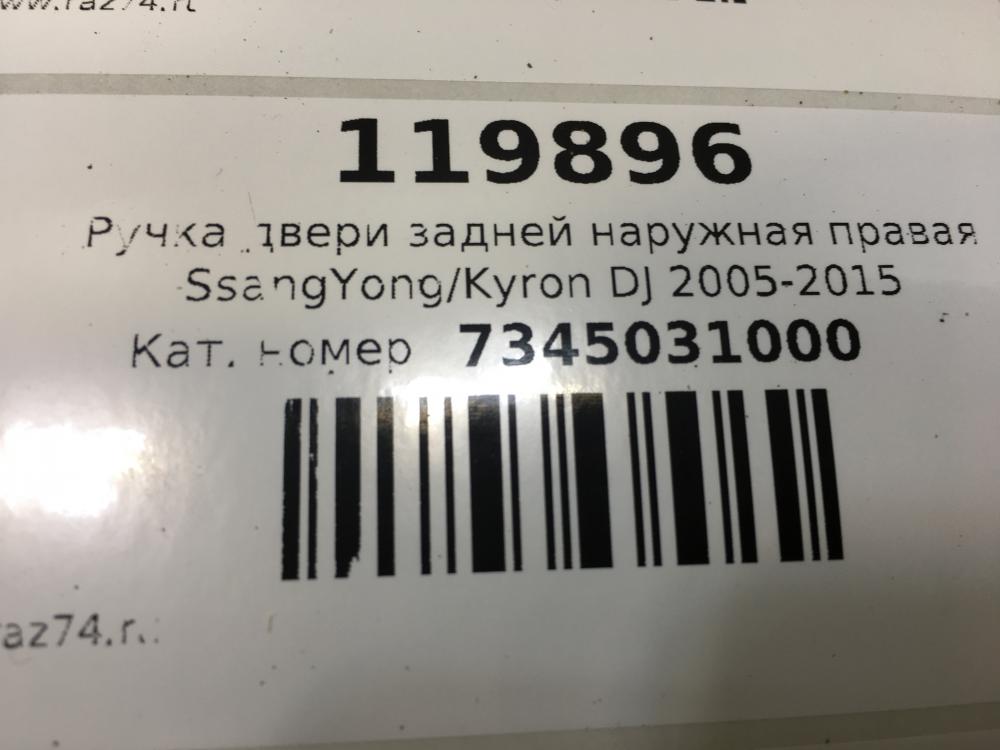 119896
Ручка двери задней наружная правая
SsangYong/Kyron DJ 2005-2015
Кат. номер 7345031000